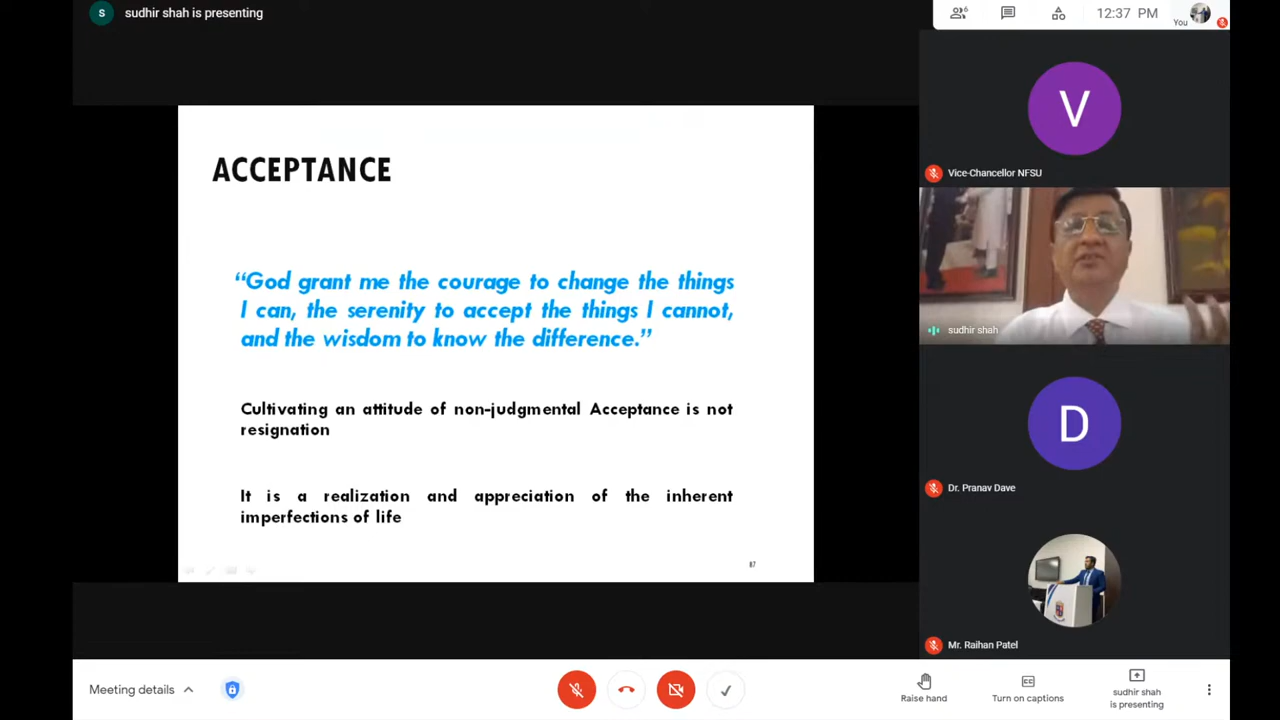 S
sudhir shah is presenting
6
12:37 PM
You
ACCEPTANCE
“God grant me the courage to change the things
I can, the serenity to accept the things I cannot,
and the wisdom to know the difference.”
Cultivating an attitude of non-judgmental Acceptance is not
resignation
It is a realization and appreciation of the inherent
imperfections of life
87
V
Vice-Chancellor NFSU
sudhir shah
D
Dr. Pranav Dave
Mr. Raihan Patel
Meeting details
Raise hand
CC
Turn on captions
sudhir shah
is presenting